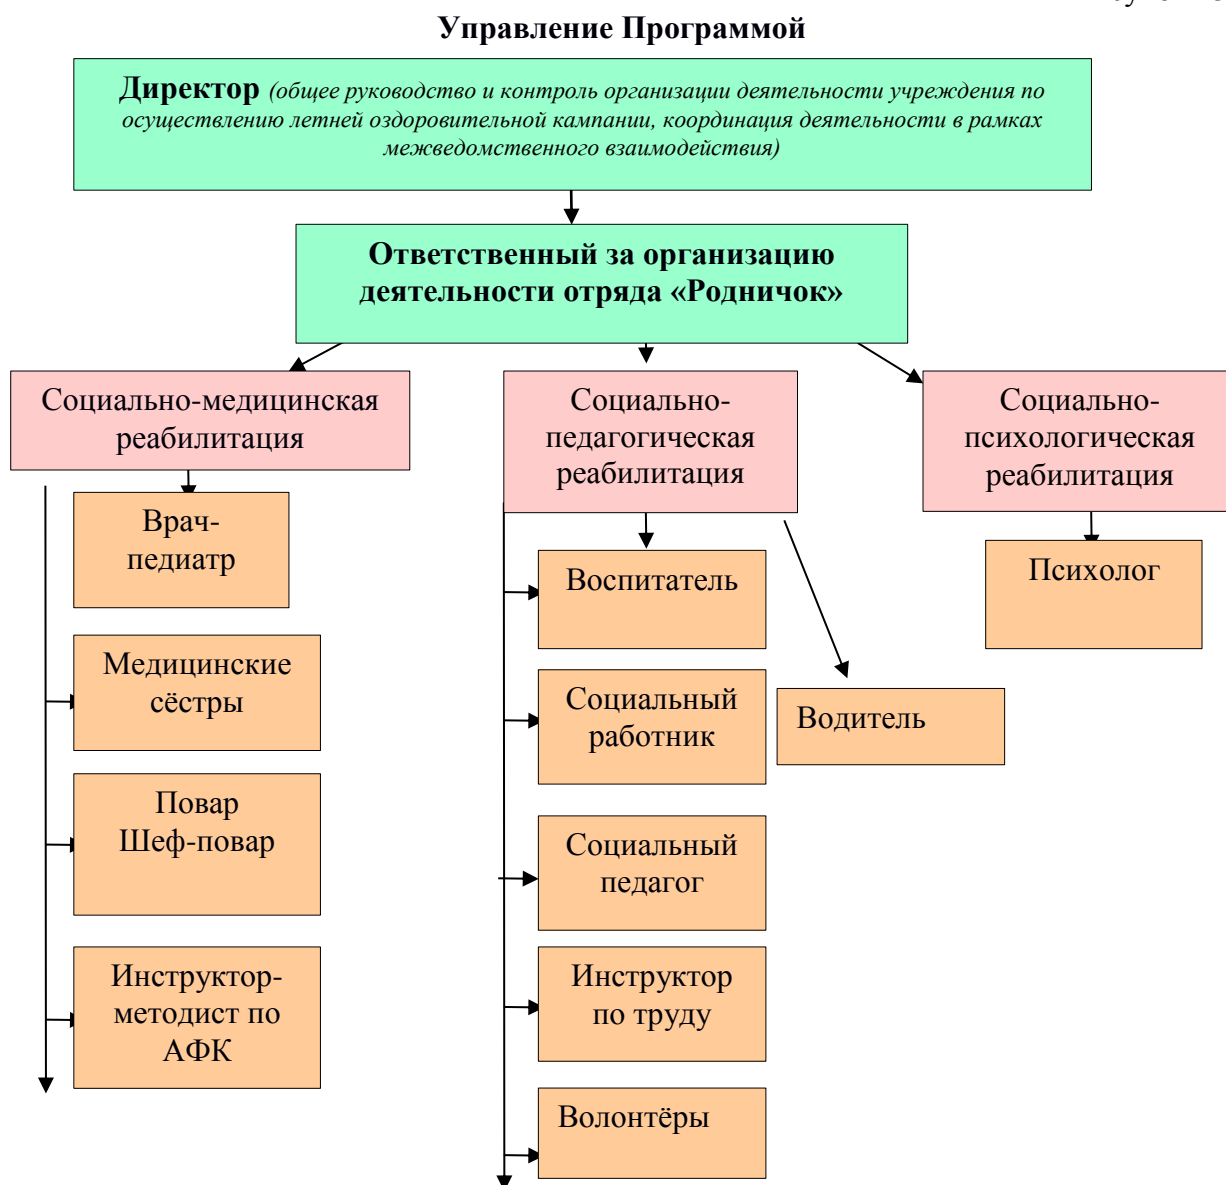 Управление Программой
Директор (общее руководство и контроль организации деятельности учреждения по
осуществлению летней оздоровительной кампании, координация деятельности в рамках
межведомственного взаимодействия)
Ответственный за организацию
деятельности отряда «Родничок»
Социально-медицинская
реабилитация
Врач-
педиатр
Медицинские
сёстры
Повар
Шеф-повар
Инструктор-
методист по
АФК
Социально-
педагогическая
реабилитация
Воспитатель
Социальный
работник
Социальный
педагог
Инструктор
по труду
Волонтёры
Водитель
Социально-
психологическая
реабилитация
Психолог